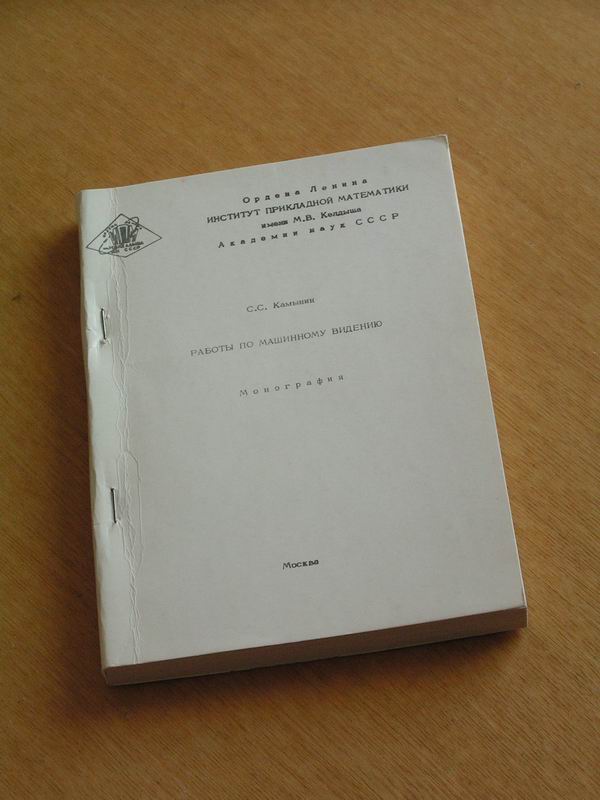 Ордена Ленина
ИНСТИТУТ ПРИКЛАДНОЙ МАТЕМАТИКИ
имени М.В. Келдыша
Академии наук СССР
С.С. Камынин
РАБОТЫ ПО МАШИННОМУ ВИДЕНИЮ
Монография
Москва